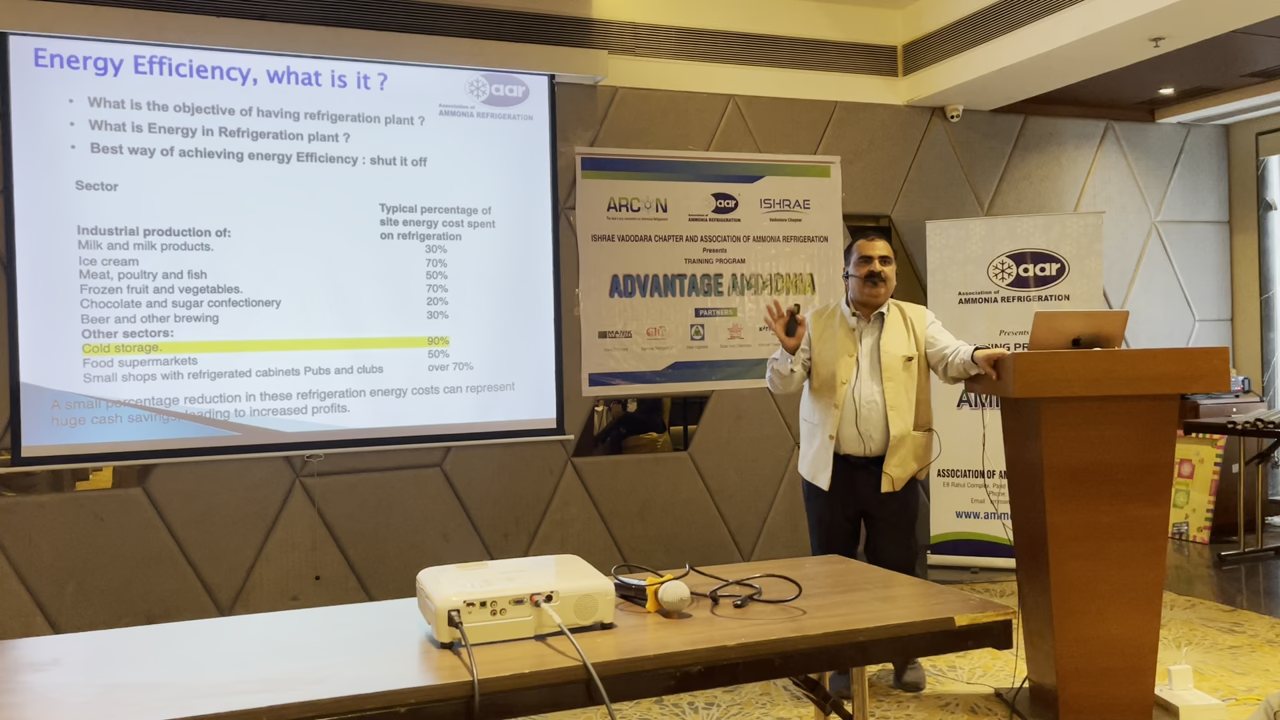 Energy Efficiency, what is it ?
aar
Association of
AMMONIA REFRIGERATION
• What is the objective of having refrigeration plant ?
• What is Energy in Refrigeration plant ?
• Best way of achieving energy Efficiency : shut it off
Sector
Typical percentage of
site energy cost spent
on refrigeration
Industrial production of:
Milk and milk products. 30%
Ice cream 70%
Meat, poultry and fish 50%
Frozen fruit and vegetables. 70%
Chocolate and sugar confectionery 20%
Beer and other brewing 30%
Other sectors:
Cold storage. 90%
Food supermarkets 50%
Small shops with refrigerated cabinets Pubs and clubs over 70%
A small percentage reduction in these refrigeration energy costs can represent
huge cash savings, leading to increased profits.
ARCON
aar
AMMONIA REFRIGERATION
ISHRAE
Vadodara Chapter
ISHRAE VADODARA CHAPTER AND ASSOCIATION OF AMMONIA REFRIGERATION
Presents
TRAINING PROGRAM
ADVANTAGE AMMONIA
PARTNERS
aar
Association of
AMMONIA REFRIGERATION
Presents
ASSOCIATION OF
www.amm